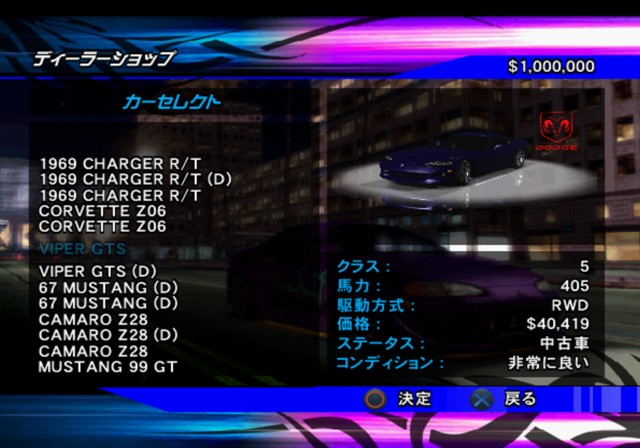 ディーラーショップ
$1,000,000
カーセレクト
DODGE
1969 CHARGER R/T
1969 CHARGER R/T (D)
1969 CHARGER R/T
CORVETTE Z06
CORVETTE Z06
VIPER GTS
VIPER GTS (D)
67 MUSTANG (D)
67 MUSTANG (D)
CAMARO Z28
CAMARO Z28 (D)
CAMARO Z28
MUSTANG 99 GT
クラス： 5
馬力： 405
駆動方式： RWD
価格： $40,419
ステータス： 中古車
コンディション： 非常に良い
決定 戻る